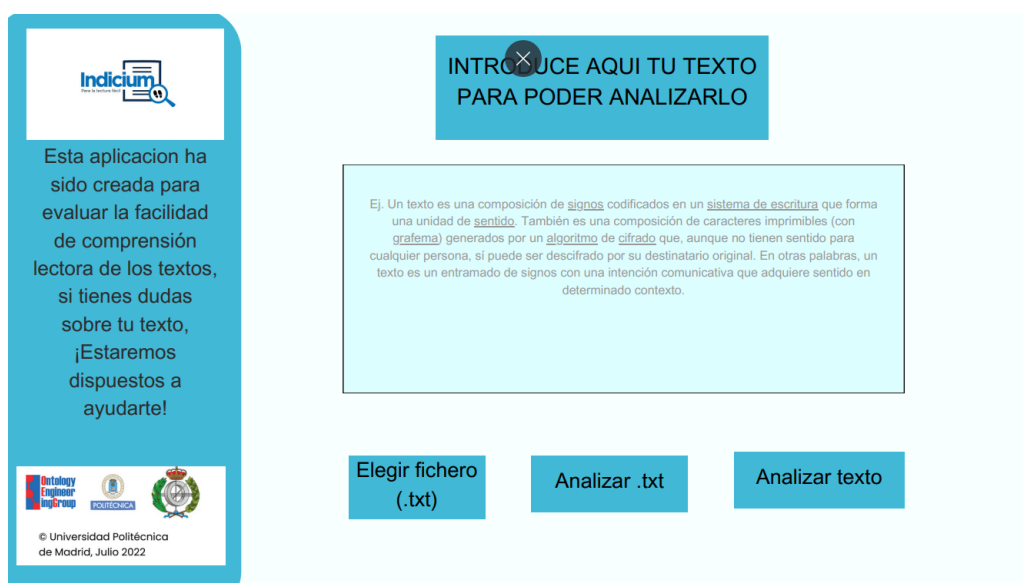 Indicium
Para la lectura fácil
Esta aplicacion ha
sido creada para
evaluar la facilidad
de comprensión
lectora de los textos,
si tienes dudas
sobre tu texto,
¡Estaremos
dispuestos a
ayudarte!
Ontology
Engineer
ingGroup
POLITÉCNICA
© Universidad Politécnica
de Madrid, Julio 2022
INTRODUCE AQUI TU TEXTO
PARA PODER ANALIZARLO
Ej. Un texto es una composición de signos codificados en un sistema de escritura que forma
una unidad de sentido. También es una composición de caracteres imprimibles (con
grafema) generados por un algoritmo de cifrado que, aunque no tienen sentido para
cualquier persona, sí puede ser descifrado por su destinatario original. En otras palabras, un
texto es un entramado de signos con una intención comunicativa que adquiere sentido en
determinado contexto.
Elegir fichero
(.txt)
Analizar .txt
Analizar texto